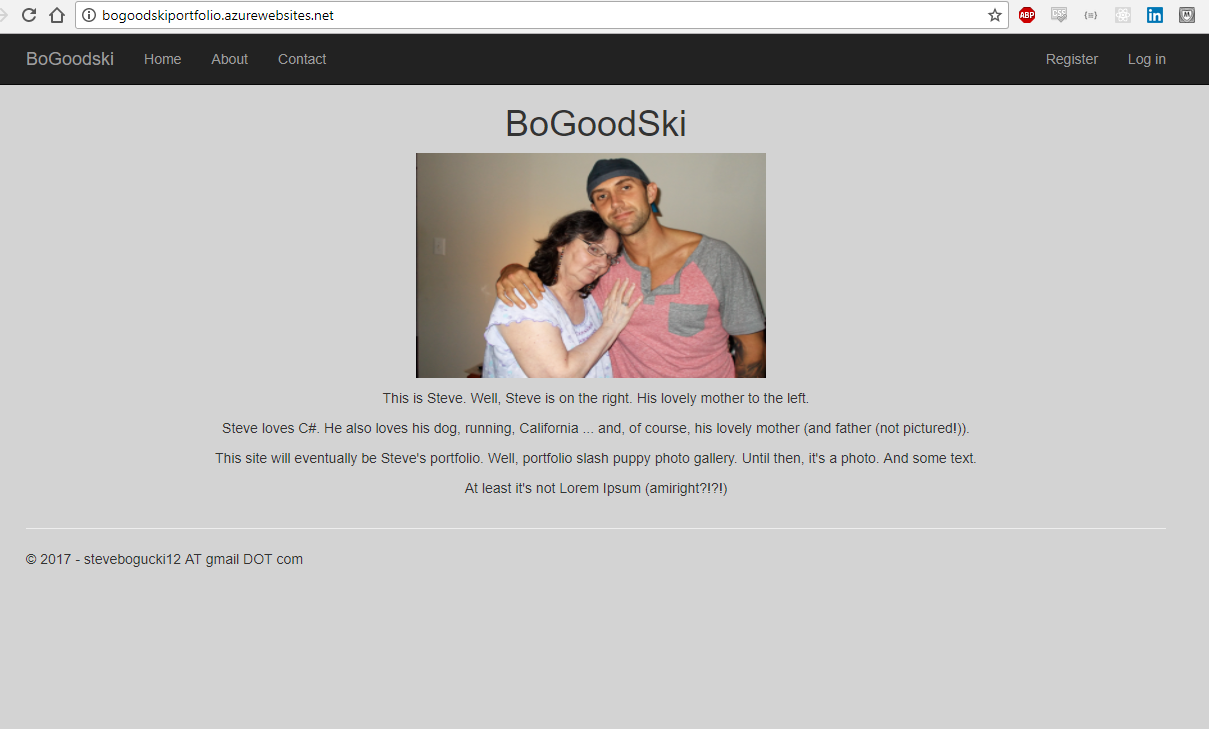 bogoodskiportfolio.azurewebsites.net
ABP
CSS
{≡}
in
BoGoodski Home About Contact Register Log in
BoGoodSki
This is Steve. Well, Steve is on the right. His lovely mother to the left.
Steve loves C#. He also loves his dog, running, California ... and, of course, his lovely mother (and father (not pictured!)).
This site will eventually be Steve's portfolio. Well, portfolio slash puppy photo gallery. Until then, it's a photo. And some text.
At least it's not Lorem Ipsum (amiright?!?!)
© 2017 - stevebogucki12 AT gmail DOT com